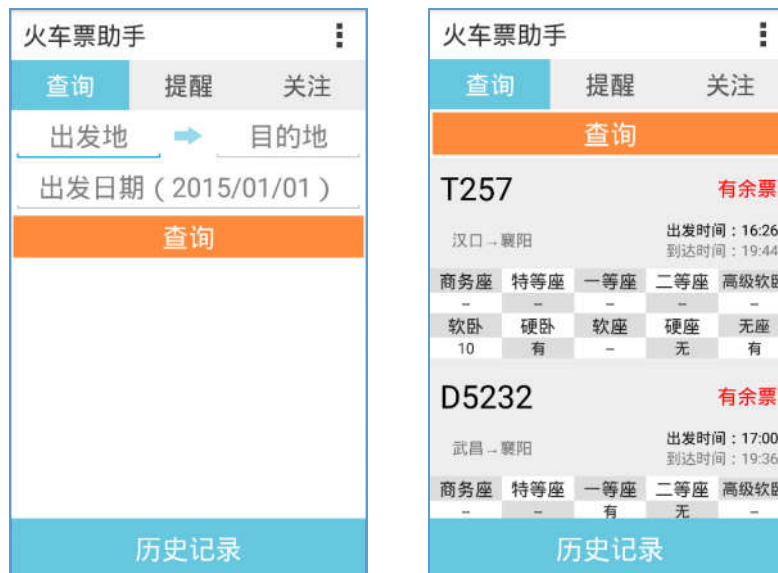 火车票助手
查询 提醒 关注
出发地 目的地
出发日期（2015/01/01）
查询
历史记录
火车票助手
查询 提醒 关注
查询
T257 有余票
汉口→襄阳 出发时间：16:26
到达时间：19:44
商务座 特等座 一等座 二等座 高级软卧
-- -- -- -- --
软卧 硬卧 软座 硬座 无座
10 有 -- 无 有
D5232 有余票
武昌→襄阳 出发时间：17:00
到达时间：19:36
商务座 特等座 一等座 二等座 高级软卧
-- -- 有 无 --
历史记录